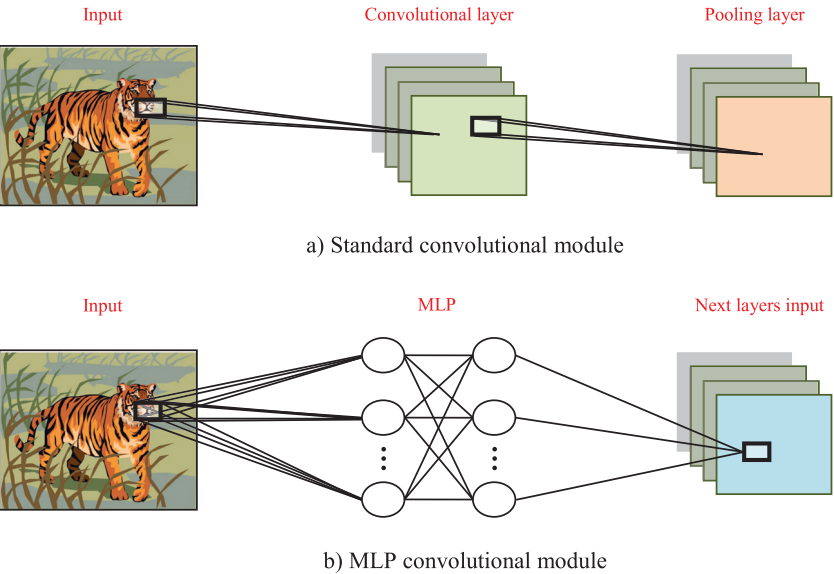 Input
Convolutional layer
Pooling layer
a) Standard convolutional module
Input
MLP
Next layers input
b) MLP convolutional module